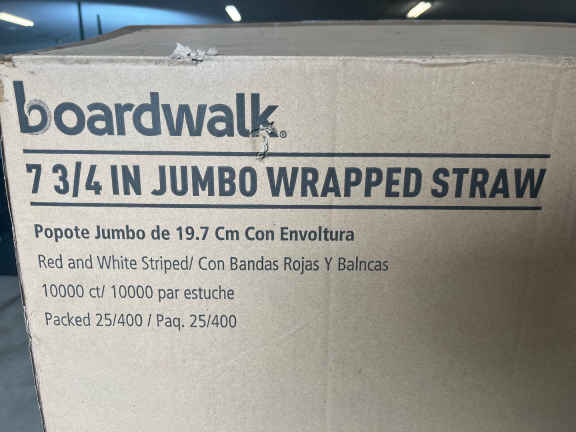 boardwalk®
7 3/4 IN JUMBO WRAPPED STRAW
Popote Jumbo de 19.7 Cm Con Envoltura
Red and White Striped/ Con Bandas Rojas Y Balncas
10000 ct/ 10000 par estuche
Packed 25/400 / Paq. 25/400